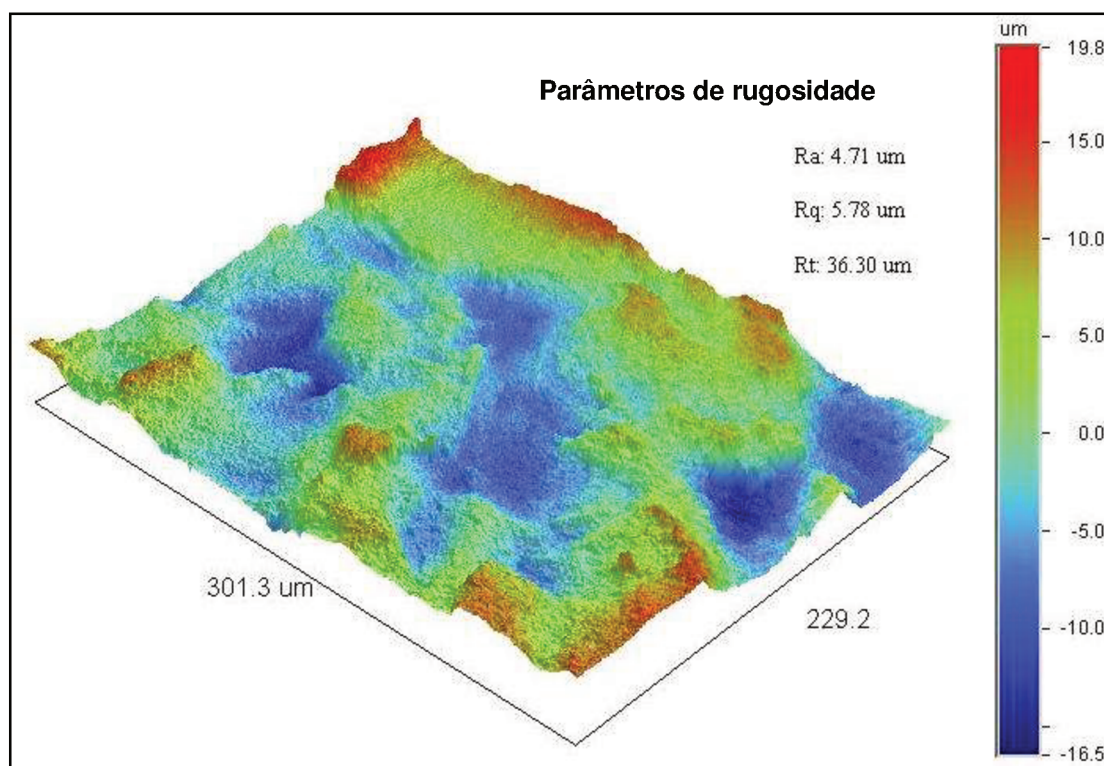 um
Parâmetros de rugosidade
Ra: 4.71 um
Rq: 5.78 um
Rt: 36.30 um
19.8
15.0
10.0
5.0
0.0
-5.0
-10.0
-16.5
301.3 um
229.2